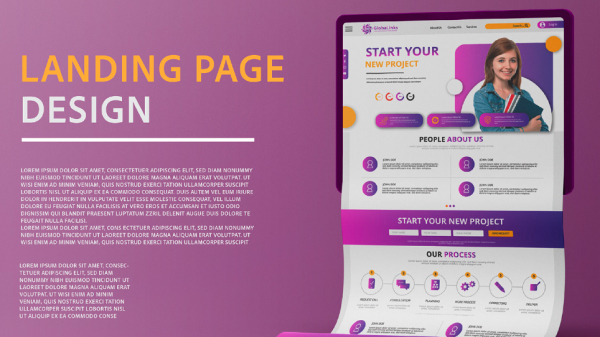 LANDING PAGE
DESIGN
LOREM IPSUM DOLOR SIT AMET, CONSECTETUER ADIPISCING ELIT, SED DIAM NONUMMY
NIBH EUISMOD TINCIDUNT UT LAOREET DOLORE MAGNA ALIQUAM ERAT VOLUTPAT. UT
WISI ENIM AD MINIM VENIAM, QUIS NOSTRUD EXERCI TATION ULLAMCORPER SUSCIPIT
LOBORTIS NISL UT ALIQUIP EX EA COMMODO CONSEQUAT. DUIS AUTEM VEL EUM IRIURE
DOLOR IN HENDRERIT IN VULPUTATE VELIT ESSE MOLESTIE CONSEQUAT, VEL ILLUM
DOLORE EU FEUGIAT NULLA FACILISIS AT VERO EROS ET ACCUMSAN ET IUSTO ODIO
DIGNISSIM QUI BLANDIT PRAESENT LUPTATUM ZZRIL DELENIT AUGUE DUIS DOLORE TE
FEUGAIT NULLA FACILISI.
LOREM IPSUM DOLOR SIT AMET, CONS ECTETUER ADIPISCING ELIT, SED DIAM NONUMMY
NIBH EUISMOD TINCIDUNT UT LAOREET DOLORE MAGNA ALIQUAM ERAT VOLUTPAT. UT
WISI ENIM AD MINIM VENIAM, QUIS NOSTRUD EXERCI TATION ULLAMCORPER SUSCIPIT
LOREM IPSUM DOLOR SIT AMET, CONSEC-
TETUER ADIPISCING ELIT, SED DIAM
NONUMMY NIBH EUISMOD TINCIDUNT UT
LAOREET DOLORE MAGNA ALIQUAM ERAT
VOLUTPAT. UT WISI ENIM AD MINIM
VENIAM, QUIS NOSTRUD EXERCI TATION
ULLAMCORPER SUSCIPIT LOBORTIS NISL
UT ALIQUIP EX EA COMMODO CONSE
START YOUR
NEW PROJECT
PEOPLE ABOUT US
START YOUR NEW PROJECT
OUR PROCESS